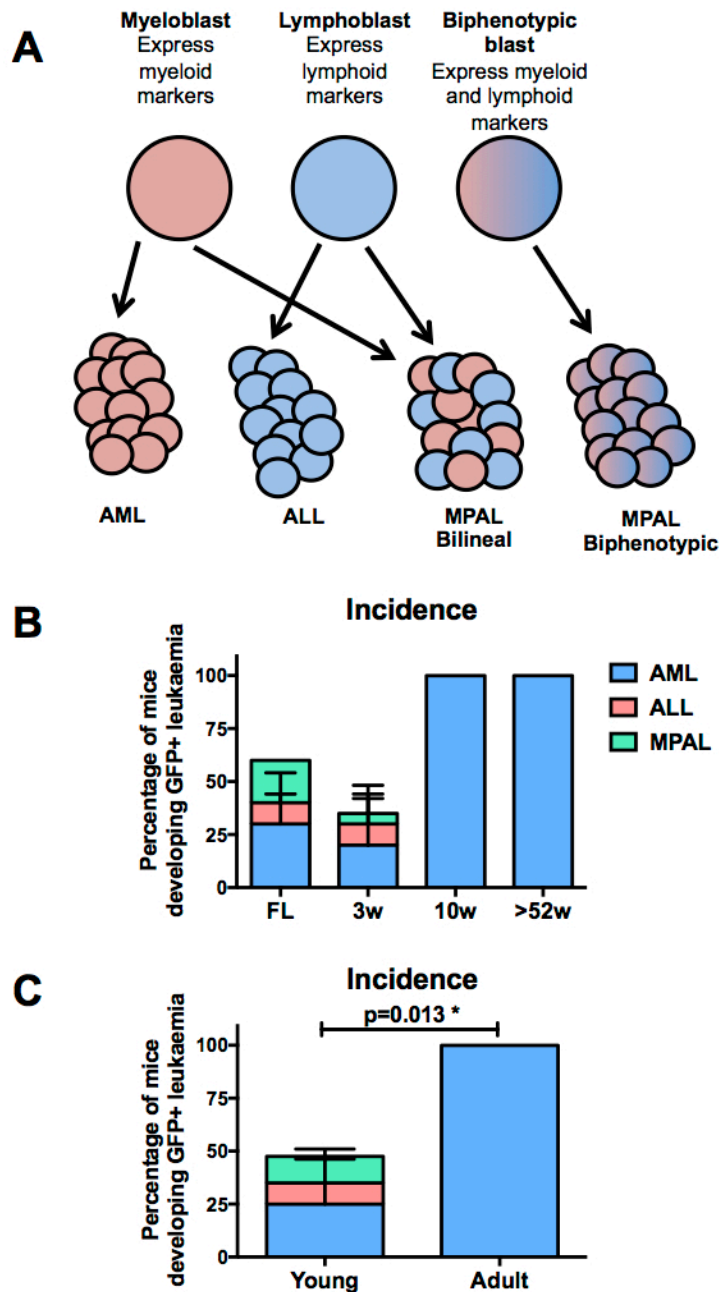 A
Myeloblast
Express
myeloid
markers
Lymphoblast
Express
lymphoid
markers
Biphenotypic
blast
Express myeloid
and lymphoid
markers
AML
ALL
MPAL
Bilineal
MPAL
Biphenotypic
B
Incidence
Percentage of mice
developing GFP+ leukaemia
100
75
50
25
0
FL
3w
10w
>52w
AML
ALL
MPAL
C
Incidence
p=0.013 *
Percentage of mice
developing GFP+ leukaemia
100
75
50
25
0
Young
Adult